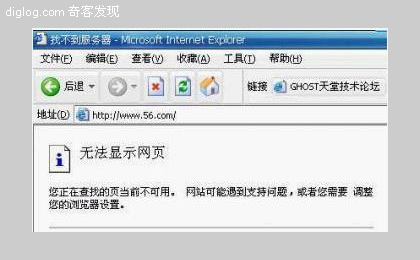 diglog.com 奇客发现
找不到服务器 - Microsoft Internet Explorer
文件(F) 编辑(E) 查看(V) 收藏(A) 工具(T) 帮助(H)
后退 链接 GHOST天堂技术论坛
地址(D) http://www.56.com/
无法显示网页
您正在查找的页当前不可用。 网站可能遇到支持问题，或者您需要 调整
您的浏览器设置。